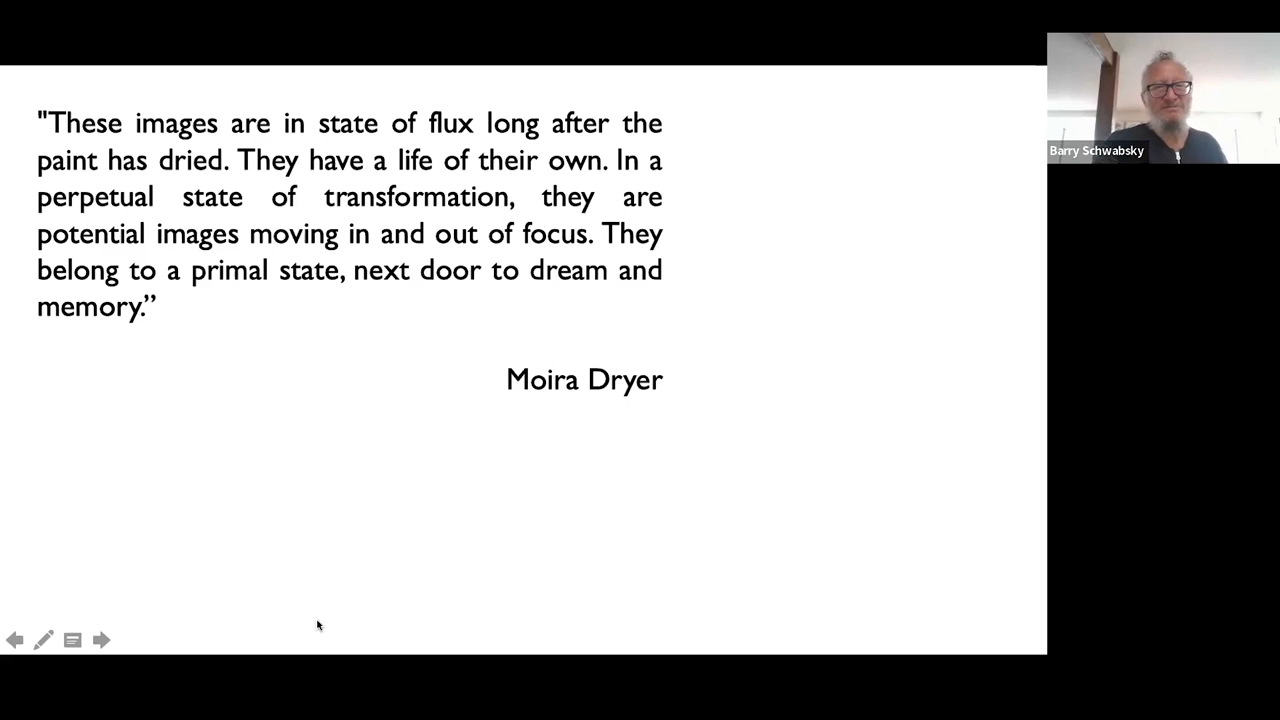 "These images are in state of flux long after the
paint has dried. They have a life of their own. In a
perpetual state of transformation, they are
potential images moving in and out of focus. They
belong to a primal state, next door to dream and
memory.”
Moira Dryer
Barry Schwabsky